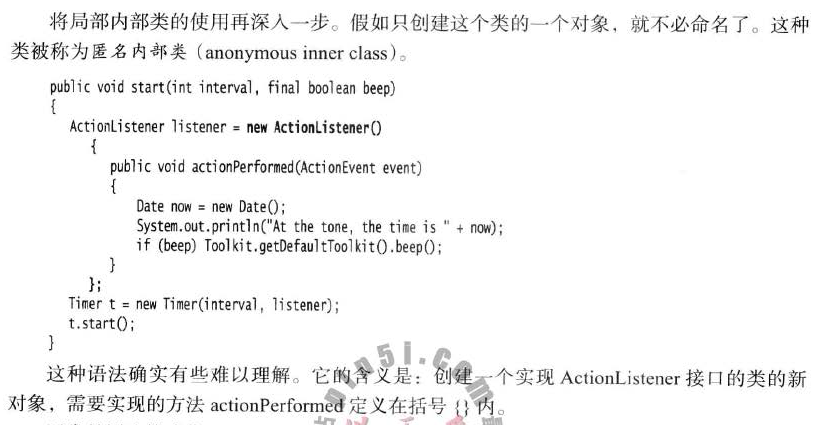 将局部内部类的使用再深入一步。假如只创建这个类的一个对象，就不必命名了。这种
类被称为匿名内部类（anonymous inner class）。
public void start(int interval, final boolean beep)
{
ActionListener listener = new ActionListener()
{
public void actionPerformed(ActionEvent event)
{
Date now = new Date();
System.out.println("At the tone, the time is " + now);
if (beep) Toolkit.getDefaultToolkit().beep();
}
};
Timer t = new Timer(interval, listener);
t.start();
}
这种语法确实有些难以理解。它的含义是：创建一个实现 ActionListener 接口的类的新
对象，需要实现的方法 actionPerformed 定义在括号 {} 内。